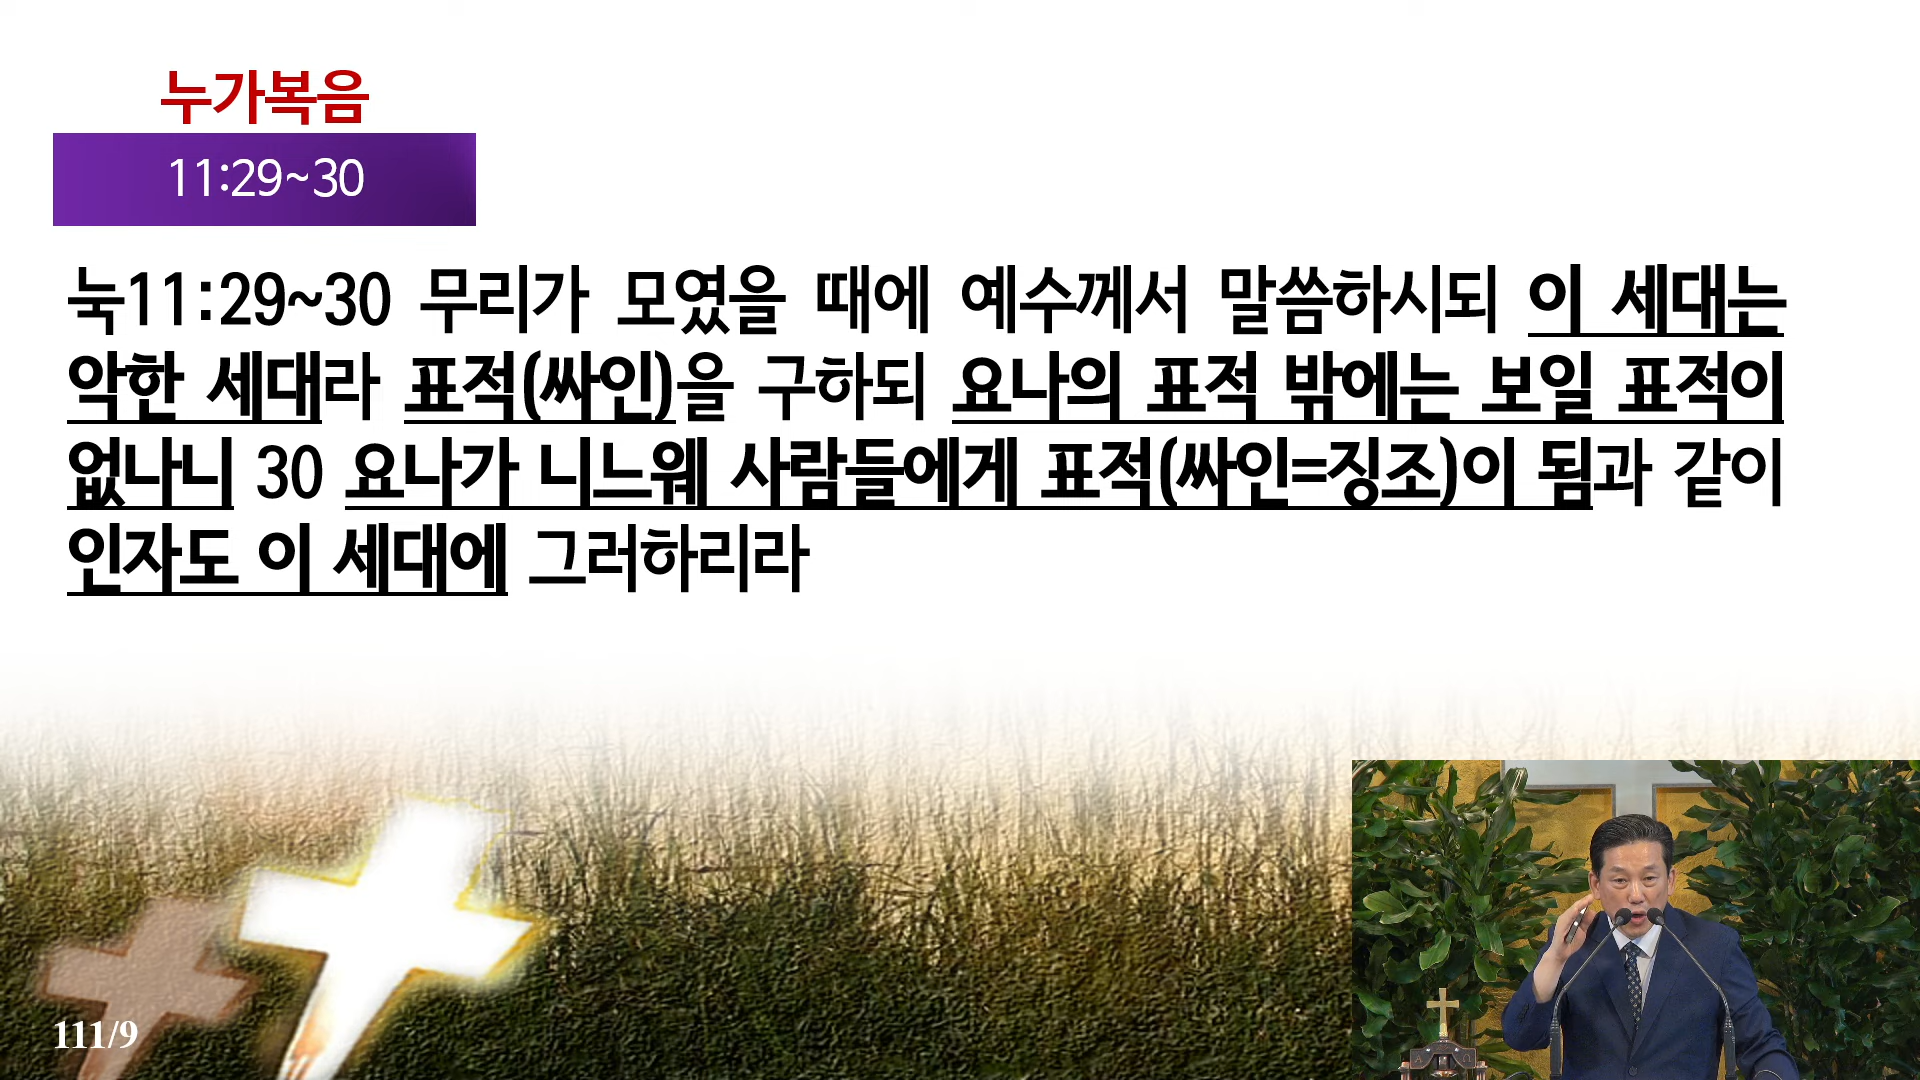 누가복음
11:29~30
눅11:29~30 무리가 모였을 때에 예수께서 말씀하시되 이 세대는
악한 세대라 표적(싸인)을 구하되 요나의 표적 밖에는 보일 표적이
없나니 30 요나가 니느웨 사람들에게 표적(싸인=징조)이 됨과 같이
인자도 이 세대에 그러하리라
111/9
Α Ω